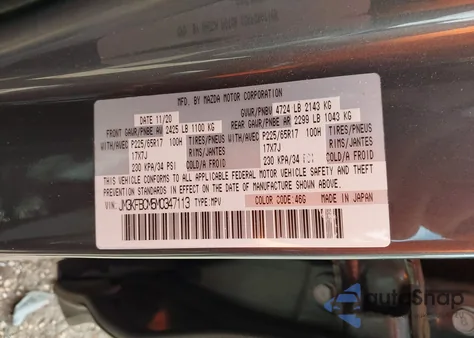 MFD. BY MAZDA MOTOR CORPORATION
DATE 11/20 GVWR/PNBV 4724 LB 2143 KG
FRONT GAWR/PNBE AV 2425 LB 1100 KG REAR GAWR/PNBE AR 2299 LB 1043 KG
WITH/AVEC P225/65R17 100H TIRES/PNEUS WITH/AVEC P225/65R17 100H TIRES/PNEUS
17X7J RIMS/JANTES 17X7J RIMS/JANTES
230 KPA/34 PSI COLD/A FROID 230 KPA/34 PSI COLD/A FROID
THIS VEHICLE CONFORMS TO ALL APPLICABLE FEDERAL MOTOR VEHICLE SAFETY AND THEFT
PREVENTION STANDARDS IN EFFECT ON THE DATE OF MANUFACTURE SHOWN ABOVE.
VIN: TYPE:MPV COLOR CODE:46G MADE IN JAPAN
autoSnap